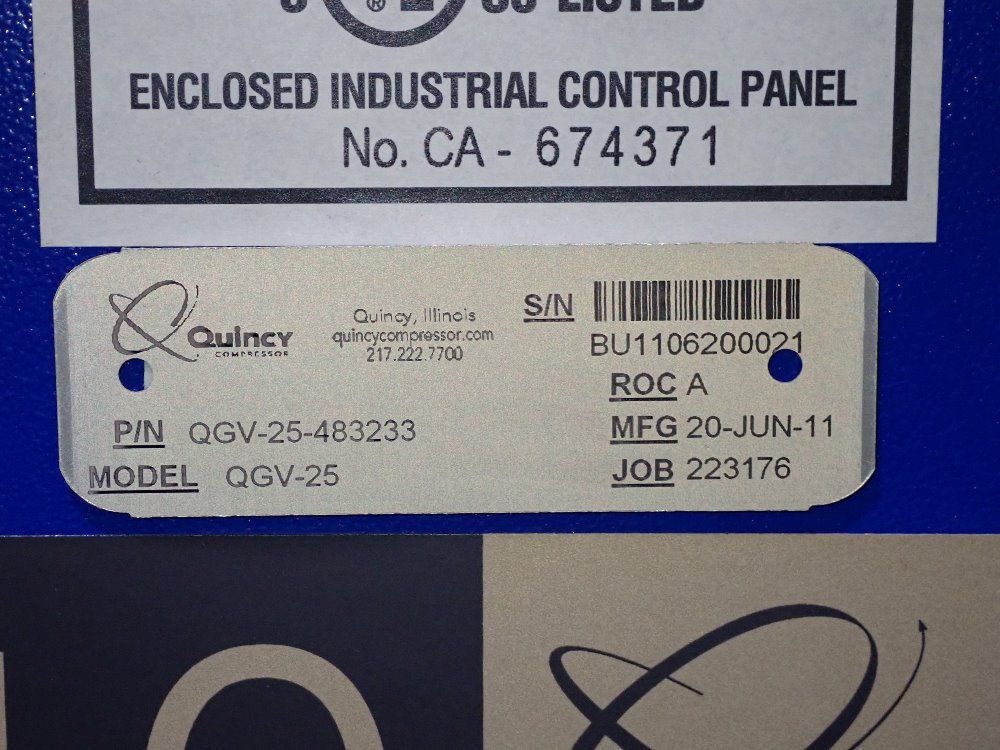 LISTED
ENCLOSED INDUSTRIAL CONTROL PANEL
No. CA - 674371
Quincy
COMPRESSOR
Quincy, Illinois
quincycompressor.com
217.222.7700
S/N
BU1106200021
ROC A
P/N QGV-25-483233
MFG 20-JUN-11
MODEL QGV-25
JOB 223176